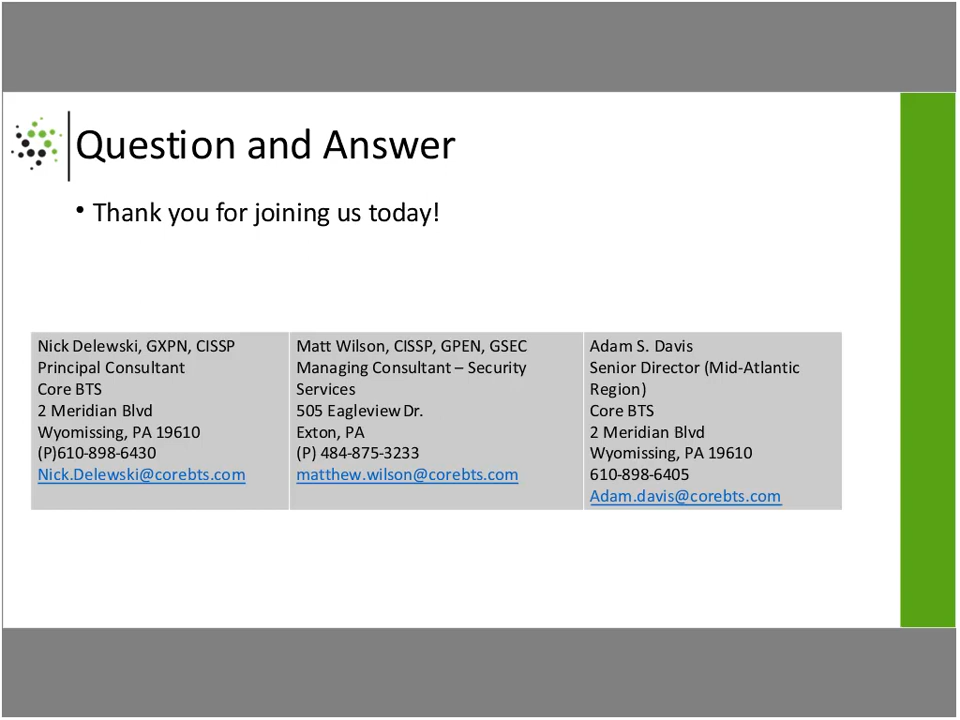 Question and Answer
• Thank you for joining us today!
Nick Delewski, GXPN, CISSP
Principal Consultant
Core BTS
2 Meridian Blvd
Wyomissing, PA 19610
(P)610-898-6430
Nick.Delewski@corebts.com
Matt Wilson, CISSP, GPEN, GSEC
Managing Consultant – Security
Services
505 Eagleview Dr.
Exton, PA
(P) 484-875-3233
matthew.wilson@corebts.com
Adam S. Davis
Senior Director (Mid-Atlantic
Region)
Core BTS
2 Meridian Blvd
Wyomissing, PA 19610
610-898-6405
Adam.davis@corebts.com